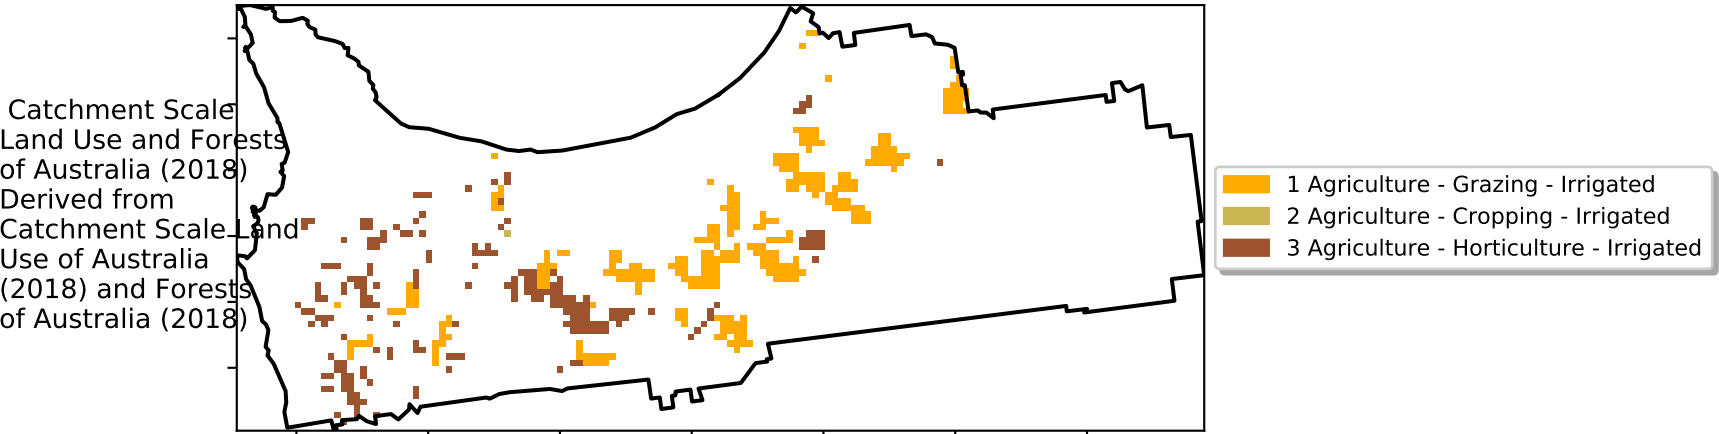 Catchment Scale
Land Use and Forests
of Australia (2018)
Derived from
Catchment Scale Land
Use of Australia
(2018) and Forests
of Australia (2018)
1 Agriculture - Grazing - Irrigated
2 Agriculture - Cropping - Irrigated
3 Agriculture - Horticulture - Irrigated